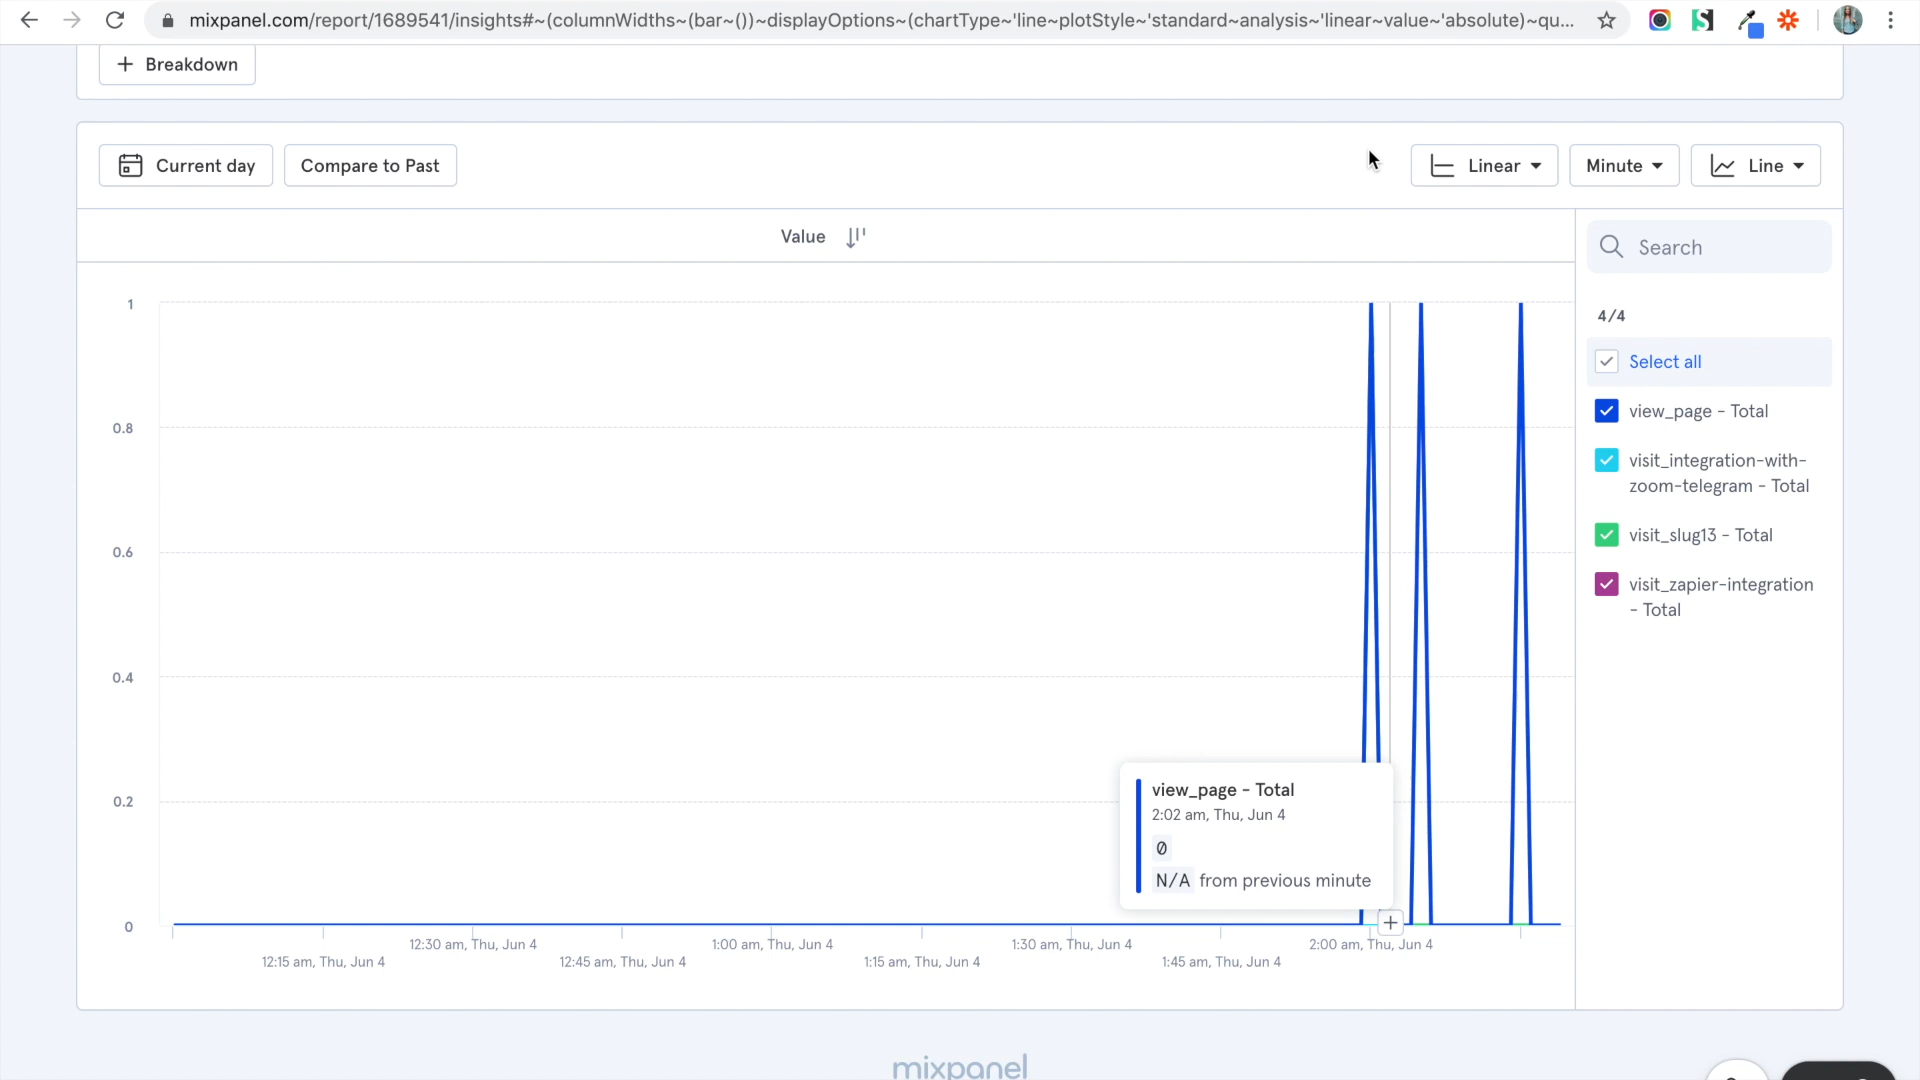 mixpanel.com/report/1689541/insights#~(columnWidths~(bar~())~displayOptions~(chartType~'line~plotStyle~'standard~analysis~'linear~value~'absolute)~qu...
+ Breakdown
Current day
Compare to Past
Linear
Minute
Line
Value
Search
4/4
Select all
view_page - Total
visit_integration-with-
zoom-telegram - Total
visit_slug13 - Total
visit_zapier-integration
- Total
1
0.8
0.6
0.4
0.2
0
view_page - Total
2:02 am, Thu, Jun 4
0
N/A from previous minute
12:15 am, Thu, Jun 4
12:30 am, Thu, Jun 4
12:45 am, Thu, Jun 4
1:00 am, Thu, Jun 4
1:15 am, Thu, Jun 4
1:30 am, Thu, Jun 4
1:45 am, Thu, Jun 4
2:00 am, Thu, Jun 4
mixpanel